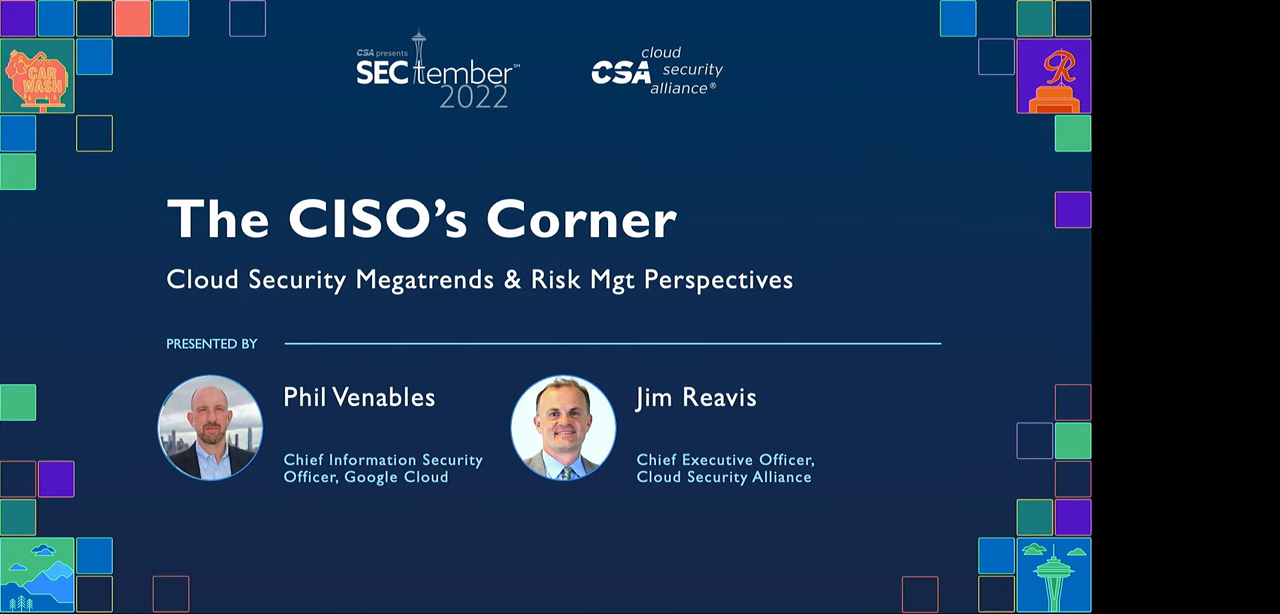 CSA presents
SECtember℠
2022
CSA cloud security alliance®
CAR
WASH
R
The CISO’s Corner
Cloud Security Megatrends & Risk Mgt Perspectives
PRESENTED BY
Phil Venables
Chief Information Security
Officer, Google Cloud
Jim Reavis
Chief Executive Officer,
Cloud Security Alliance